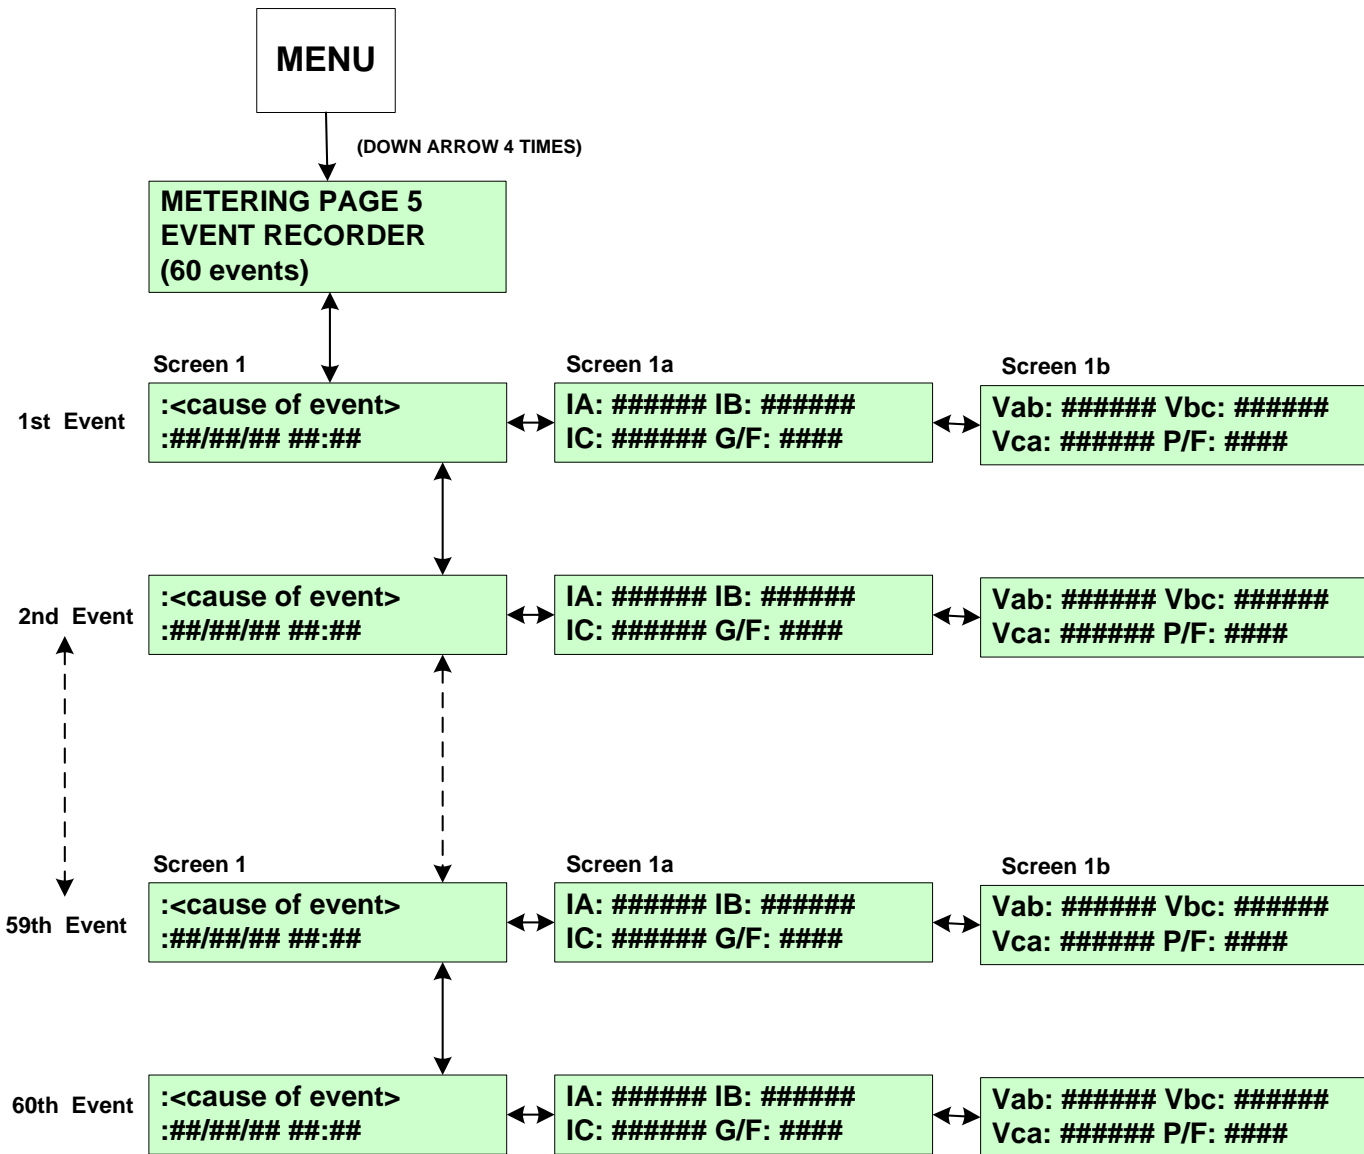 MENU
(DOWN ARROW 4 TIMES)
METERING PAGE 5
EVENT RECORDER
(60 events)
Screen 1
Screen 1a
Screen 1b
1st Event
:<cause of event>
:##/##/## ##:##
IA: ###### IB: ######
IC: ###### G/F: ####
Vab: ###### Vbc: ######
Vca: ###### P/F: ####
2nd Event
:<cause of event>
:##/##/## ##:##
IA: ###### IB: ######
IC: ###### G/F: ####
Vab: ###### Vbc: ######
Vca: ###### P/F: ####
Screen 1
Screen 1a
Screen 1b
59th Event
:<cause of event>
:##/##/## ##:##
IA: ###### IB: ######
IC: ###### G/F: ####
Vab: ###### Vbc: ######
Vca: ###### P/F: ####
60th Event
:<cause of event>
:##/##/## ##:##
IA: ###### IB: ######
IC: ###### G/F: ####
Vab: ###### Vbc: ######
Vca: ###### P/F: ####